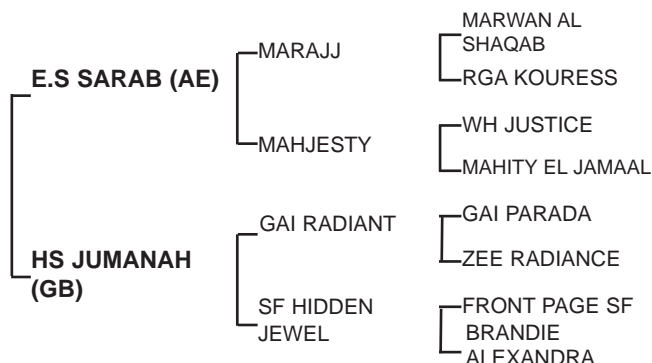 E.S SARAB (AE)
HS JUMANAH
(GB)
MARAJJ
MAHJESTY
GAI RADIANT
SF HIDDEN
JEWEL
MARWAN AL
SHAQAB
RGA KOURESS
WH JUSTICE
MAHITY EL JAMAAL
GAI PARADA
ZEE RADIANCE
FRONT PAGE SF
BRANDIE
ALEXANDRA